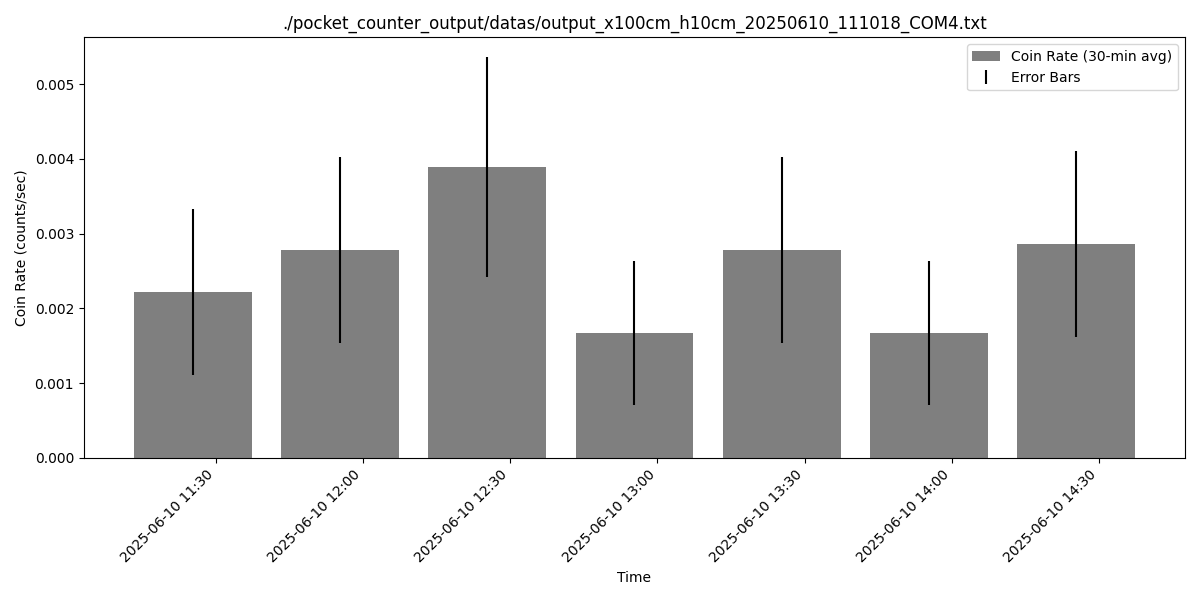 ./pocket_counter_output/datas/output_x100cm_h10cm_20250610_111018_COM4.txt
Coin Rate (30-min avg)
Error Bars
Coin Rate (counts/sec)
0.005
0.004
0.003
0.002
0.001
0.000
2025-06-10 11:30
2025-06-10 12:00
2025-06-10 12:30
2025-06-10 13:00
2025-06-10 13:30
2025-06-10 14:00
2025-06-10 14:30
Time